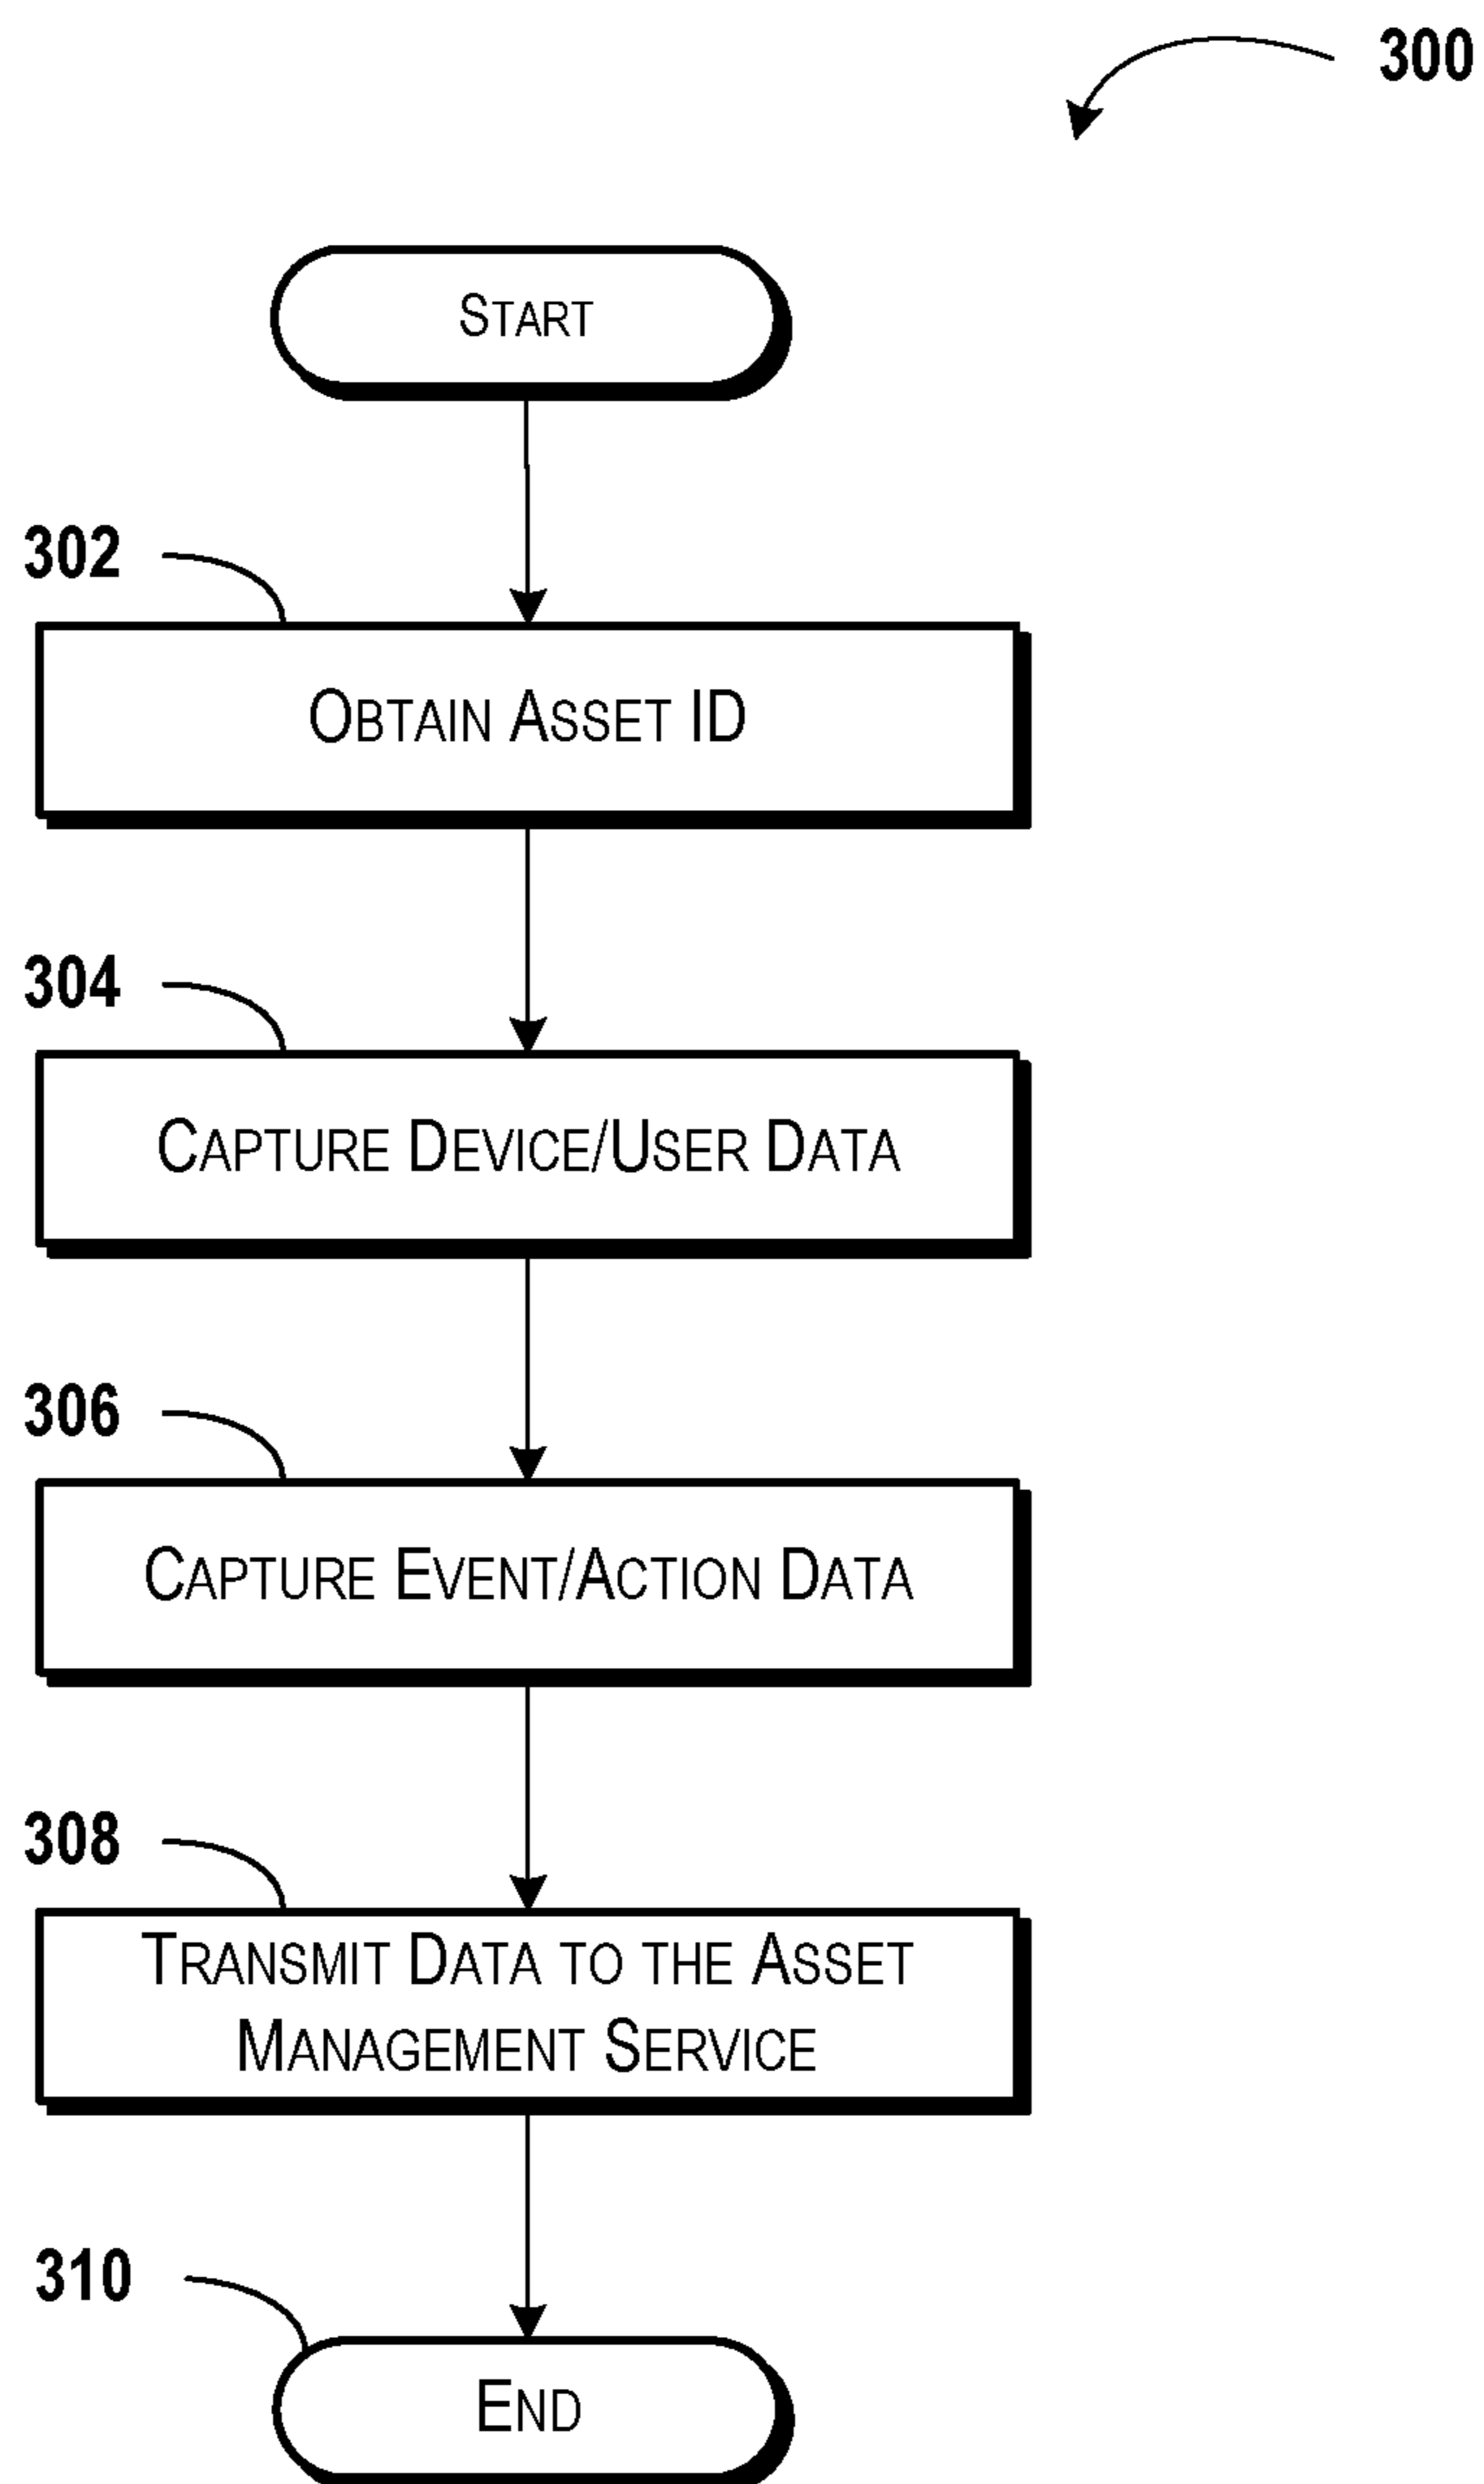 300
START
302
OBTAIN ASSET ID
304
CAPTURE DEVICE/USER DATA
306
CAPTURE EVENT/ACTION DATA
308
TRANSMIT DATA TO THE ASSET
MANAGEMENT SERVICE
310
END